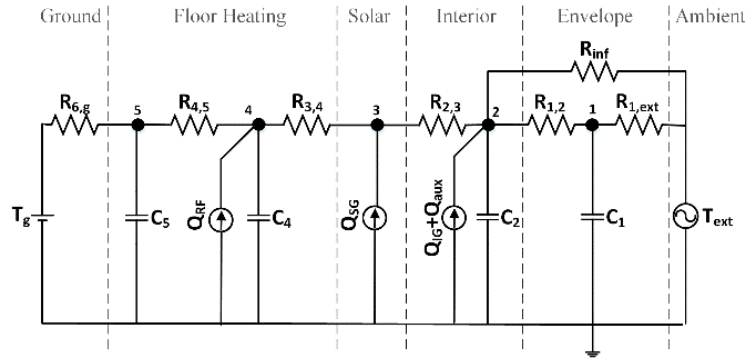 Ground Floor Heating Solar Interior Envelope Ambient
R_inf
R_6,g 5 R_4,5 4 R_3,4 3 R_2,3 2 R_1,2 1 R_1,ext
T_g C_5 Q_RF C_4 Q_SG Q_IG+Q_aux C_2 C_1 T_ext